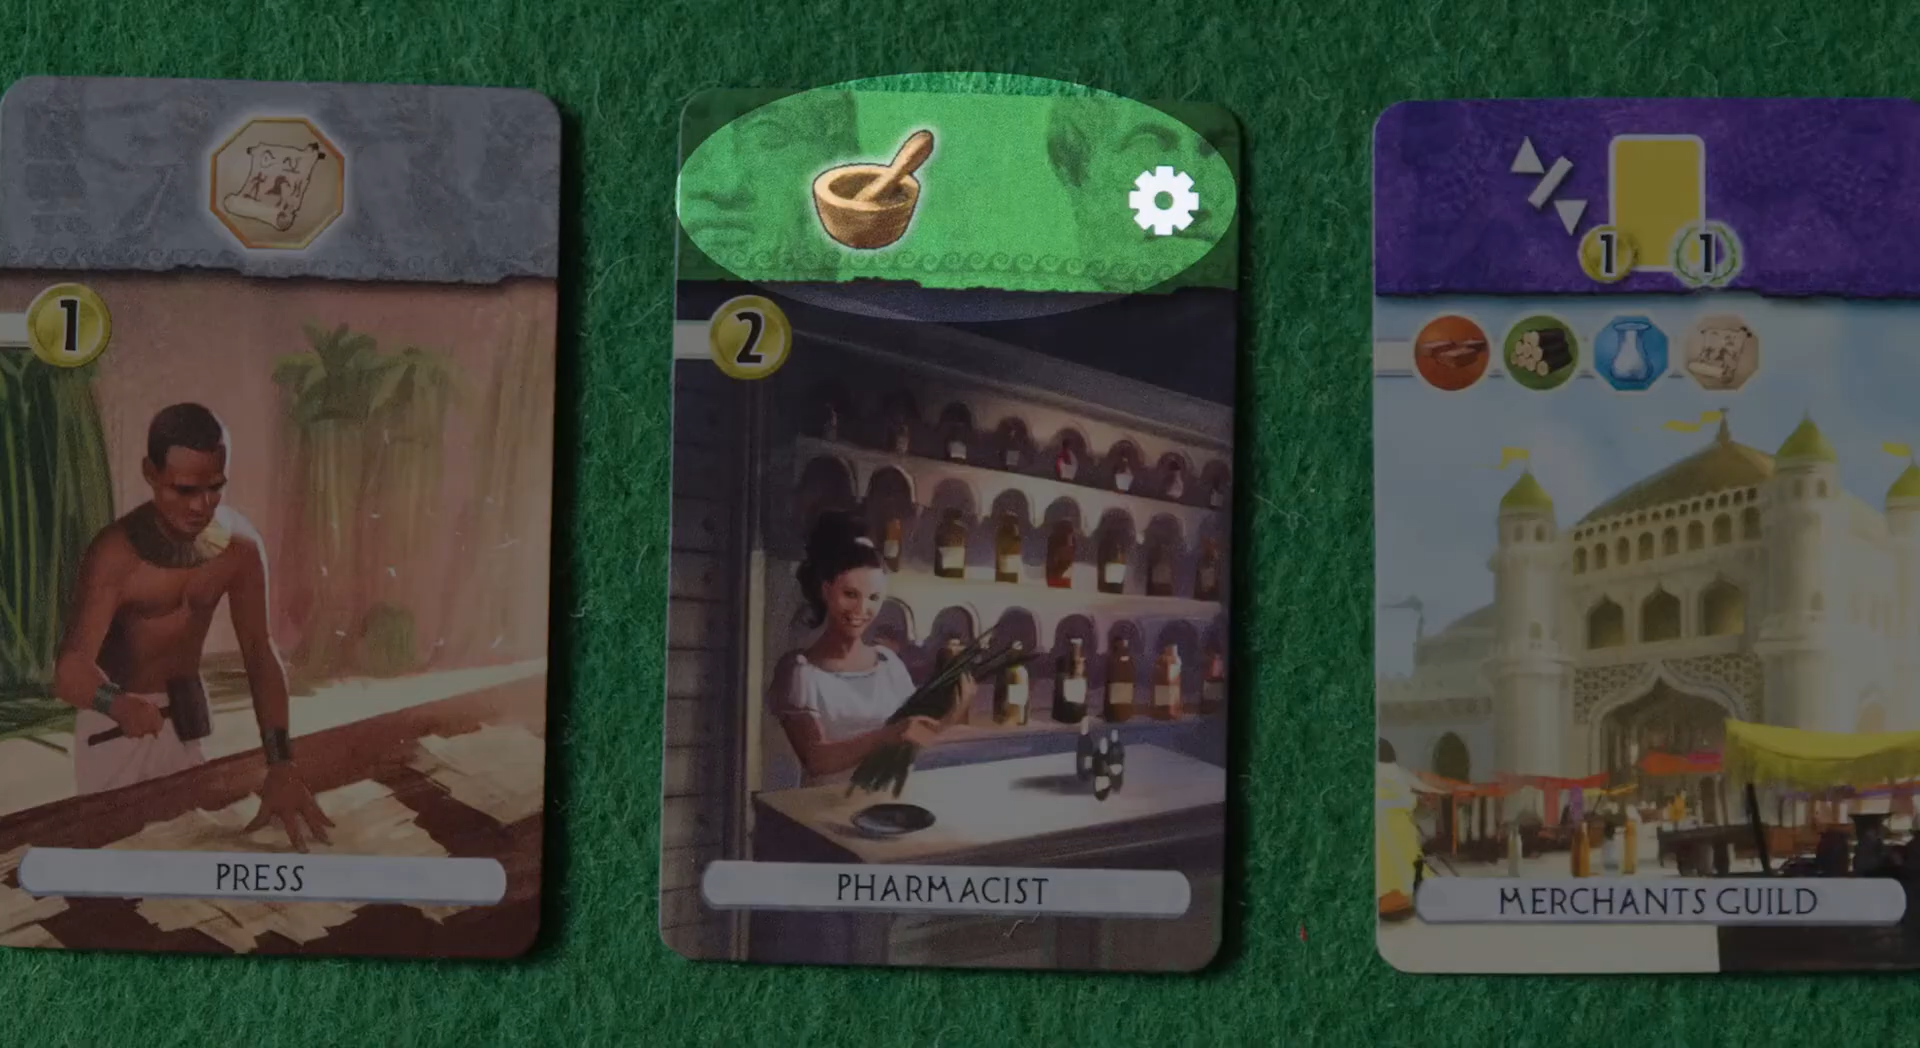 1 1
1
2
PRESS
PHARMACIST
MERCHANTS GUILD